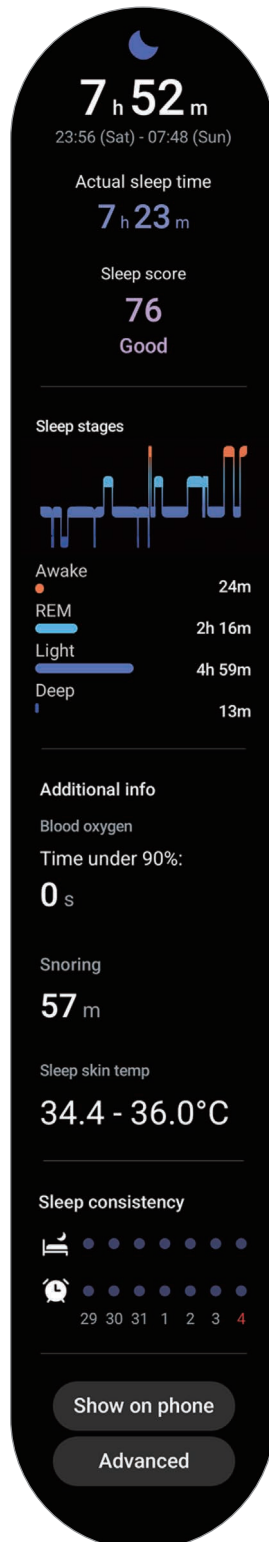 7 h 52 m
23:56 (Sat) - 07:48 (Sun)
Actual sleep time
7 h 23 m
Sleep score
76
Good
Sleep stages
Awake
24m
REM
2h 16m
Light
4h 59m
Deep
13m
Additional info
Blood oxygen
Time under 90%:
0 s
Snoring
57 m
Sleep skin temp
34.4 - 36.0°C
Sleep consistency
29 30 31 1 2 3 4
Show on phone
Advanced